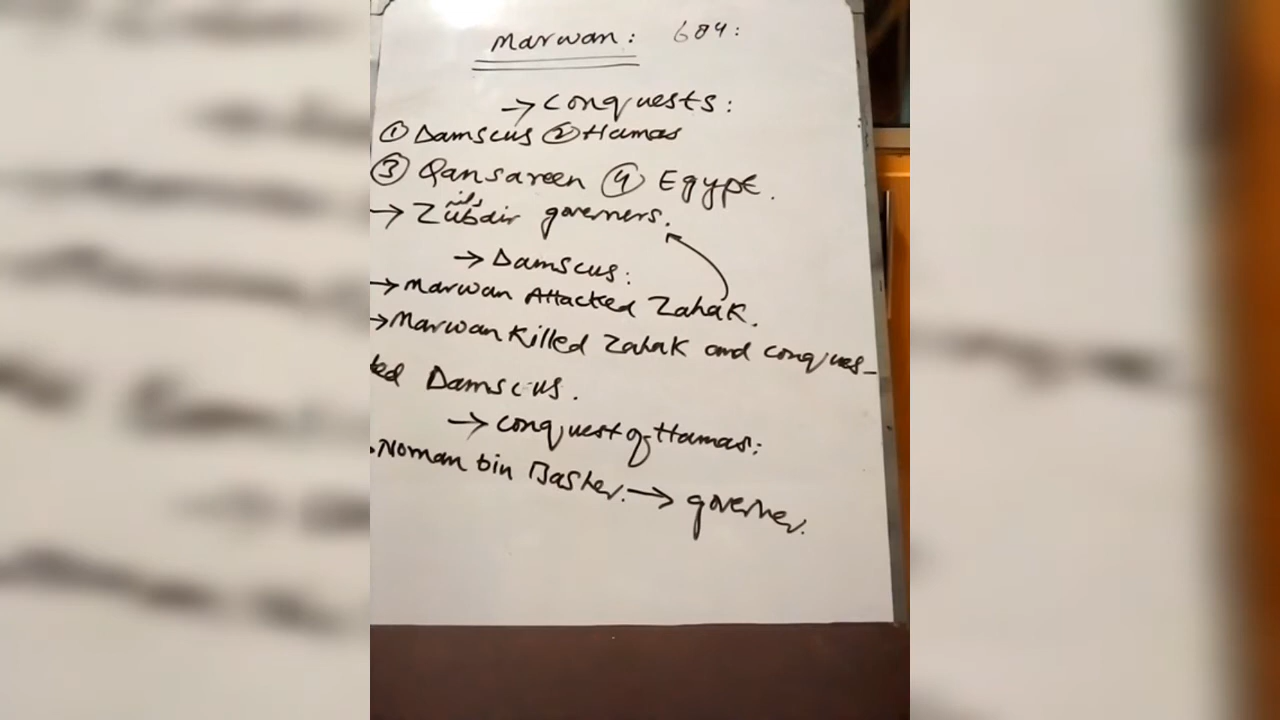 Marwan: 684:
→ Conquests:
① Damscus ② Hamas
③ Qansareen ④ Egypt.
→ Zubair governers.
→ Damscus:
→ Marwan Attacked Zahak.
→ Marwan Killed Zahak and conques-
ted Damscus.
→ Conquest of Hamas:
Noman bin Basher. → governer.